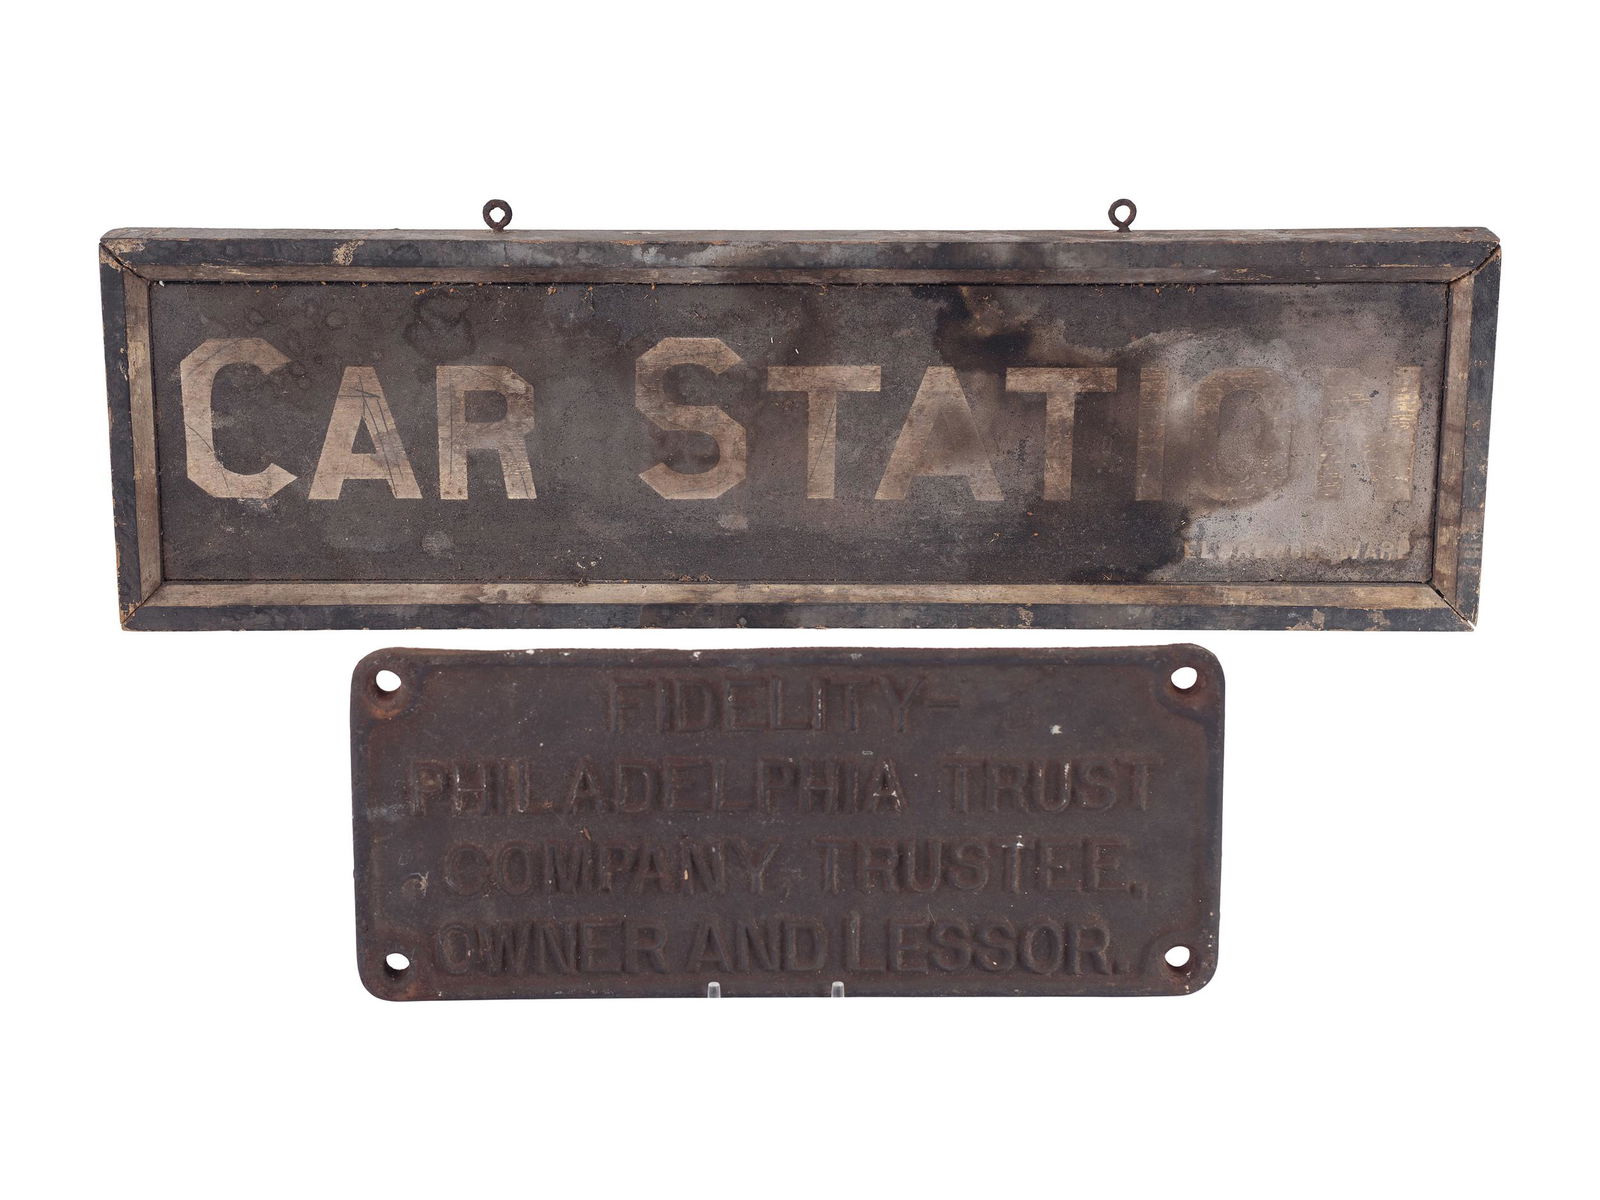 CAR STATION
FIDELITY-
PHILADELPHIA TRUST
COMPANY, TRUSTEE,
OWNER AND LESSOR.